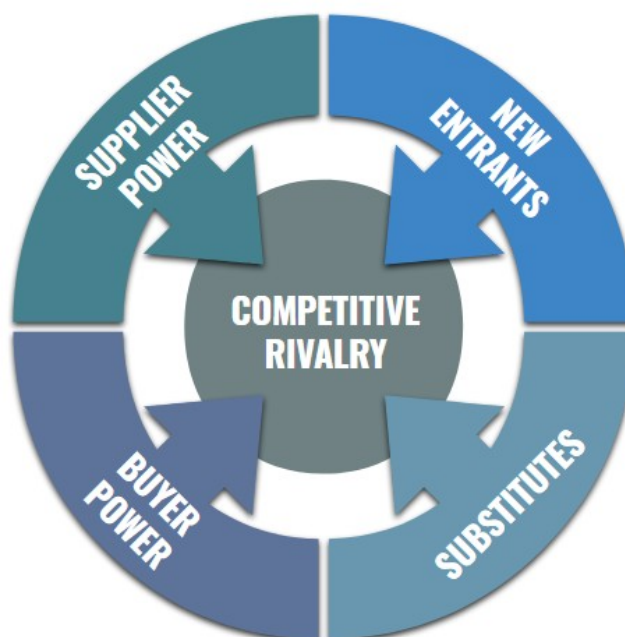 SUPPLIER
POWER
NEW
ENTRANTS
COMPETITIVE
RIVALRY
BUYER
POWER
SUBSTITUTES